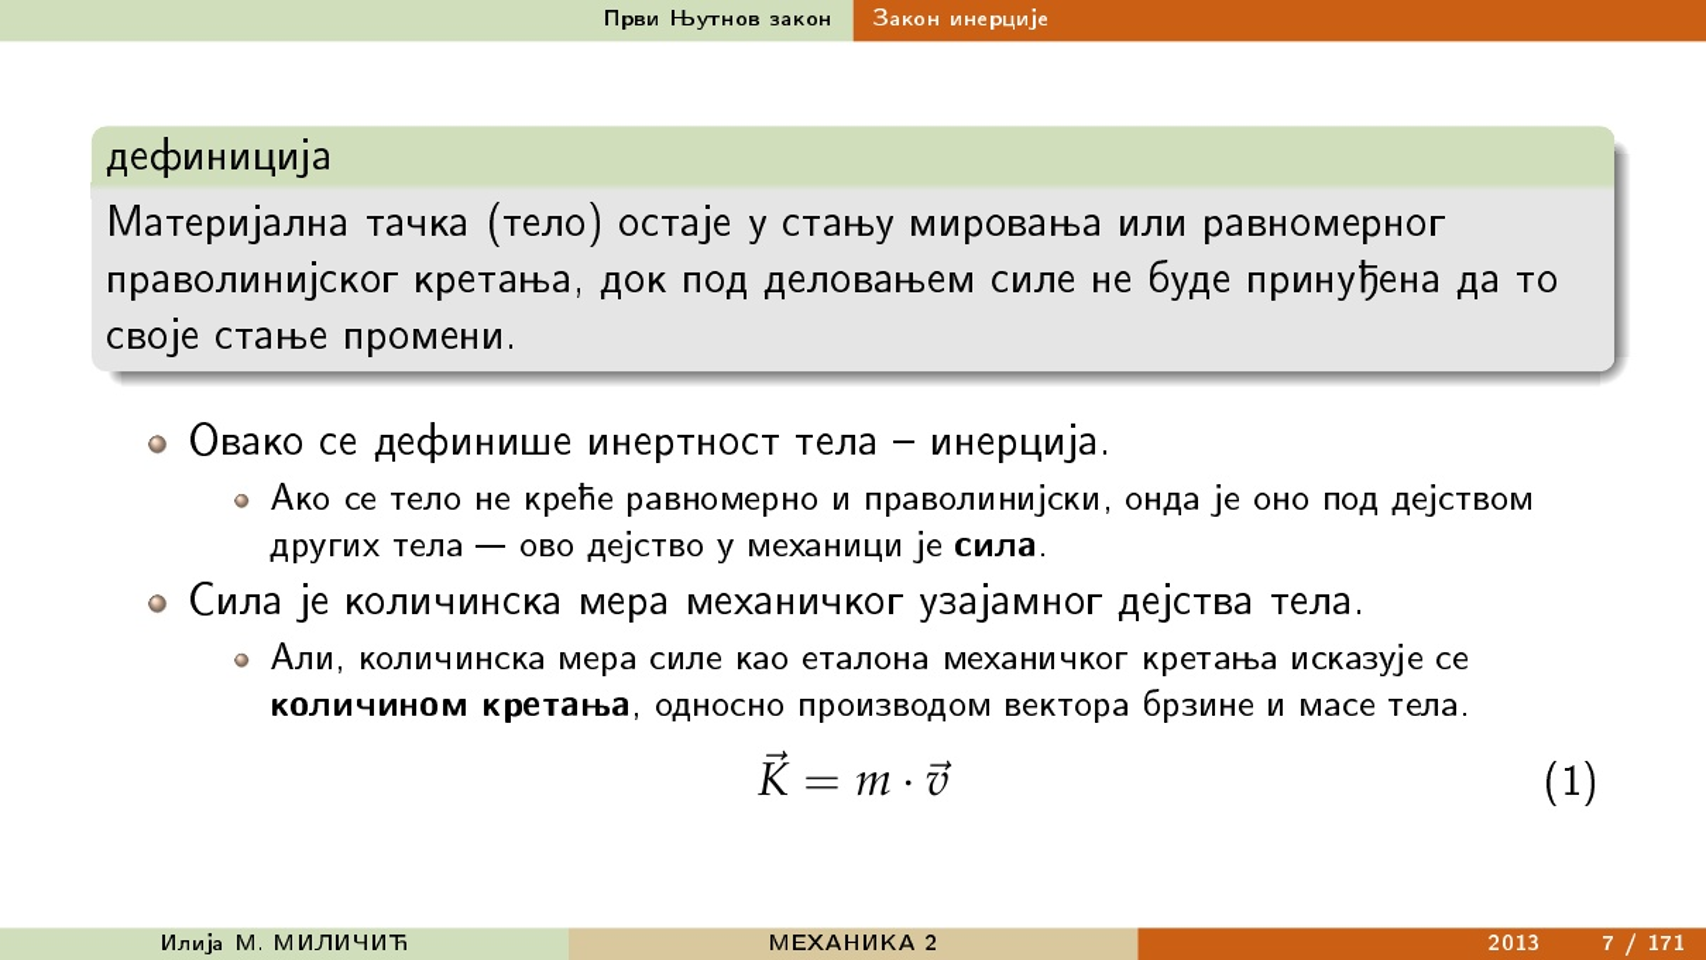 Први Њутнов закон Закон инерције
дефиниција
Материјална тачка (тело) остаје у стању мировања или равномерног
праволинијског кретања, док под деловањем силе не буде принуђена да то
своје стање промени.
Овако се дефинише инертност тела – инерција.
Ако се тело не креће равномерно и праволинијски, онда је оно под дејством
других тела — ово дејство у механици је сила.
Сила је количинска мера механичког узајамног дејства тела.
Али, количинска мера силе као еталона механичког кретања исказује се
количином кретања, односно производом вектора брзине и масе тела.
K⃗ = m · v⃗ (1)
Илија М. МИЛИЧИЋ МЕХАНИКА 2 2013 7 / 171